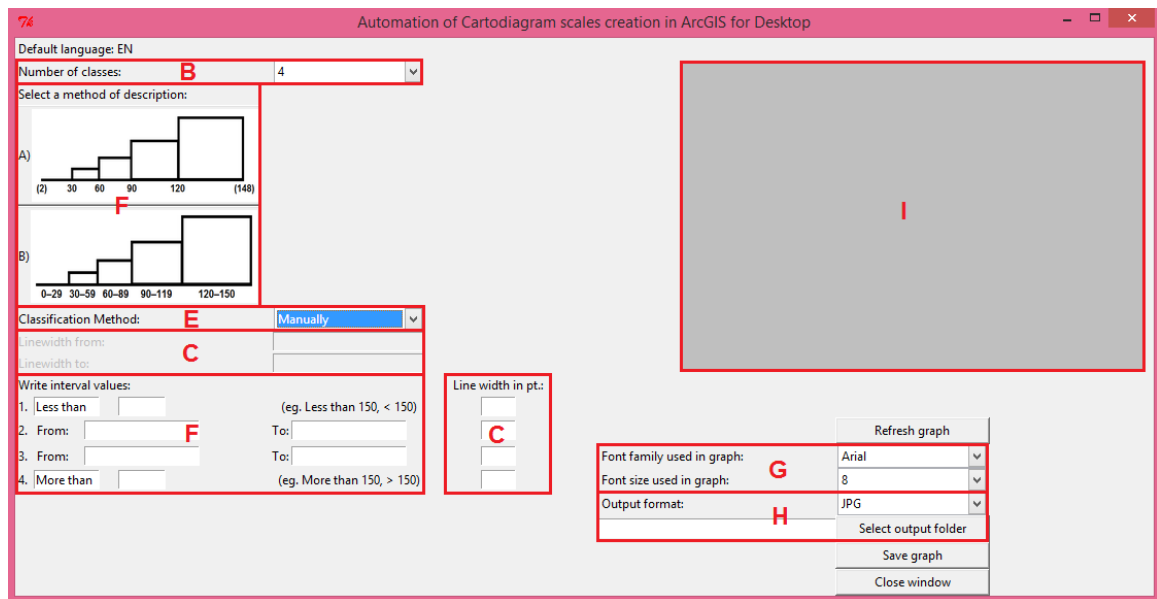 7% Automation of Cartodiagram scales creation in ArcGIS for Desktop
Default language: EN
Number of classes: B 4
Select a method of description:
A)
(2) 30 60 90 120 (148)
F
I
B)
0–29 30–59 60–89 90–119 120–150
Classification Method: E Manually
Linewidth from:
C
Linewidth to:
Write interval values: Line width in pt.:
1. Less than (eg. Less than 150, < 150)
2. From: F To: C Refresh graph
3. From: To: Font family used in graph: Arial
G
4. More than (eg. More than 150, > 150) Font size used in graph: 8
Output format: JPG
H
Select output folder
Save graph
Close window